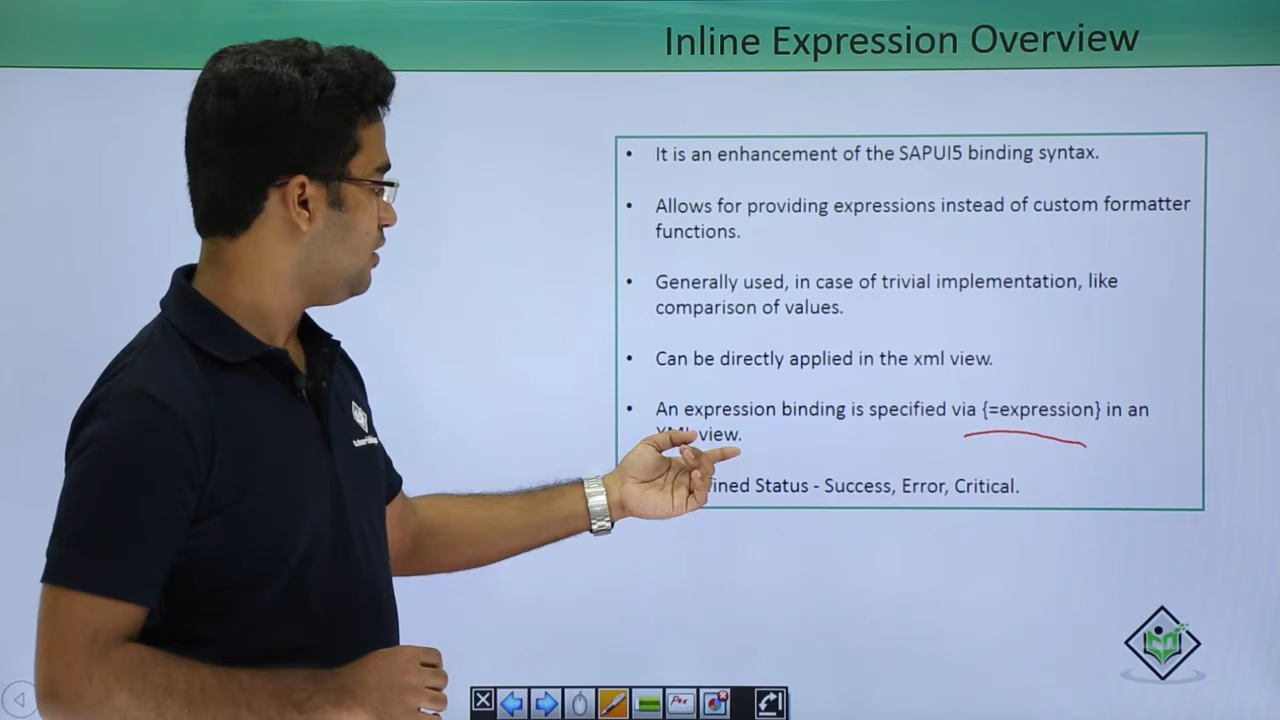 Inline Expression Overview
• It is an enhancement of the SAPUI5 binding syntax.
• Allows for providing expressions instead of custom formatter
functions.
• Generally used, in case of trivial implementation, like
comparison of values.
• Can be directly applied in the xml view.
• An expression binding is specified via {=expression} in an
view.
Status - Success, Error, Critical.